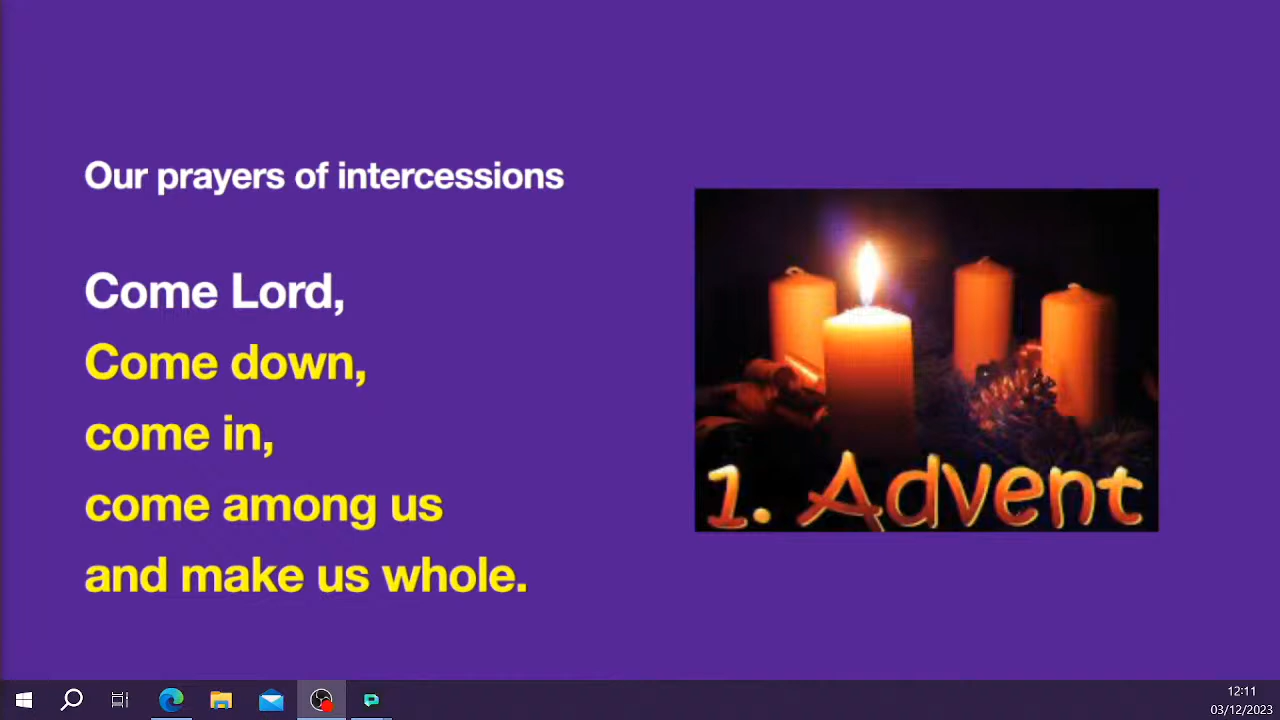 Our prayers of intercessions
Come Lord,
Come down,
come in,
come among us
and make us whole.
1. Advent
12:11
03/12/2023